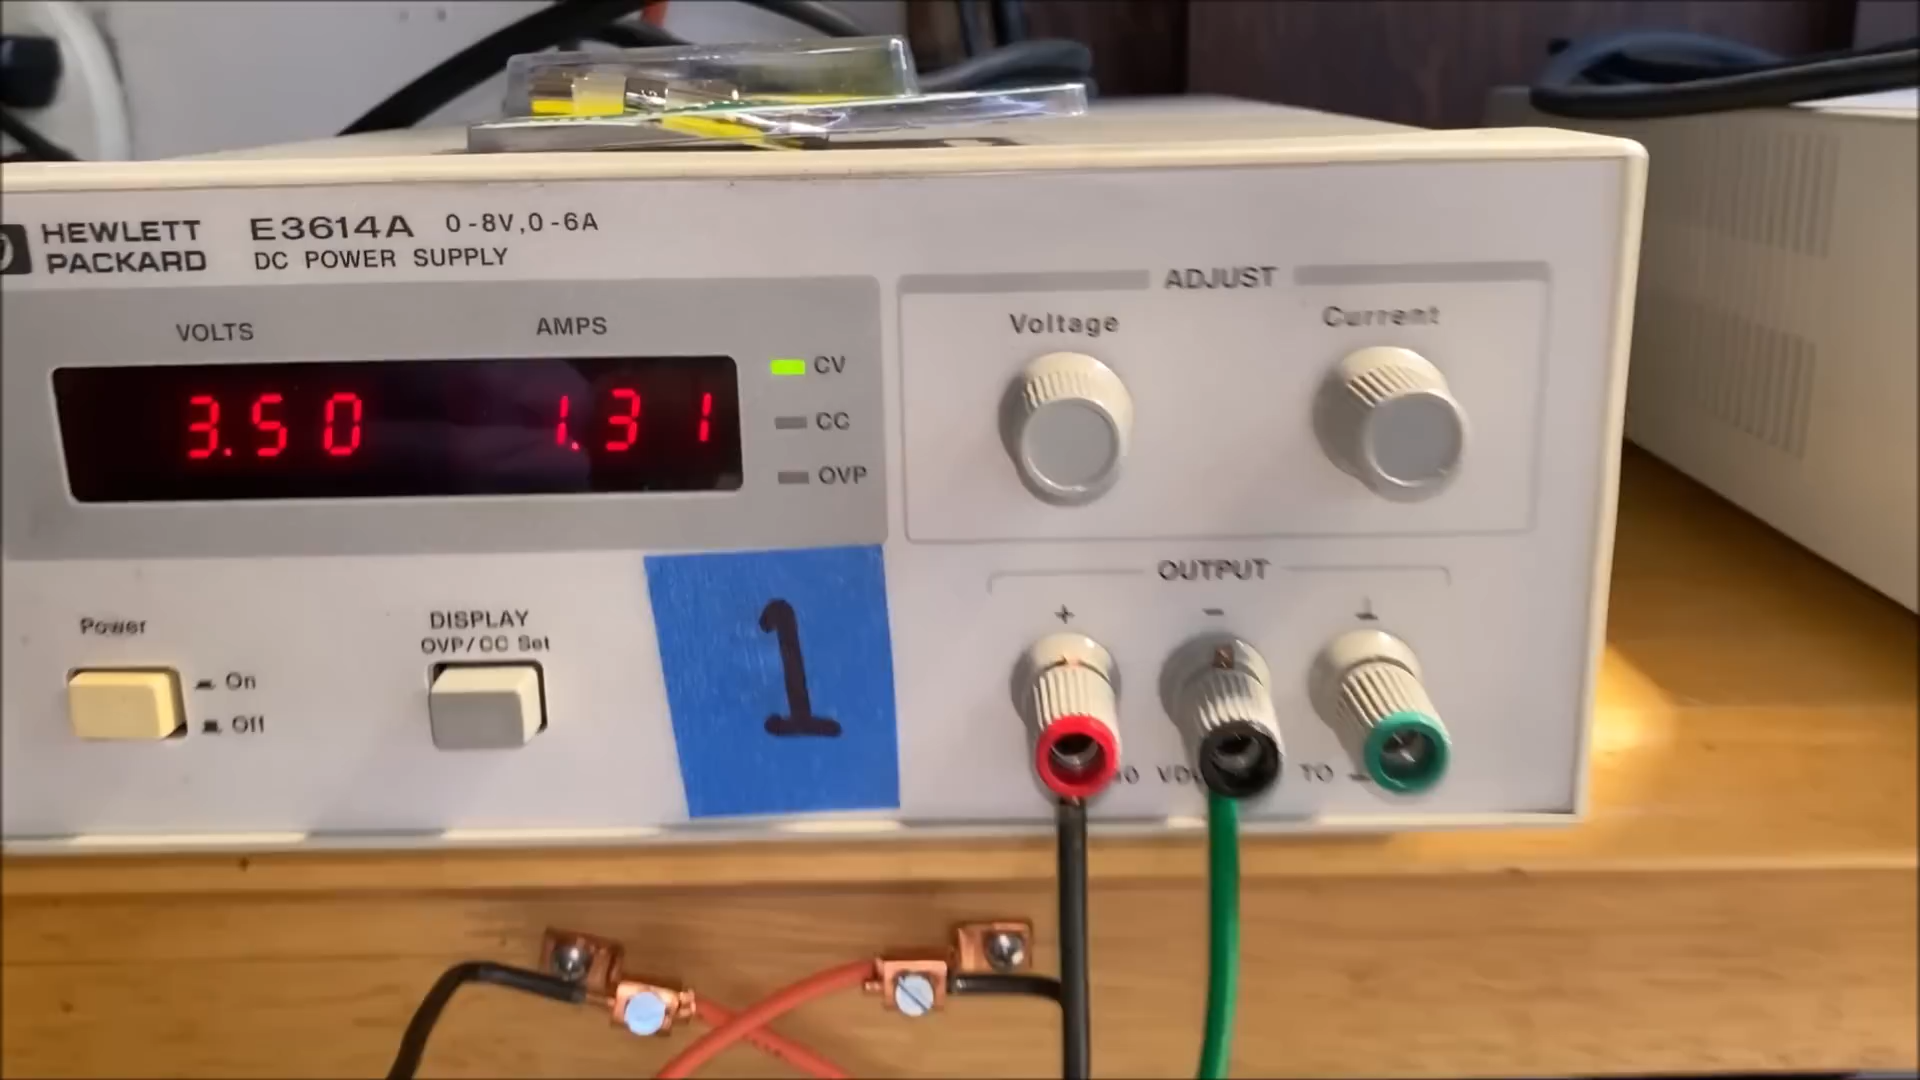 HEWLETT PACKARD
E3614A 0-8V,0-6A
DC POWER SUPPLY
VOLTS AMPS
3.50 1.31
CV
CC
OVP
ADJUST
Voltage Current
Power
On
Off
DISPLAY
OVP/CC Set
1
OUTPUT
+ −
TO